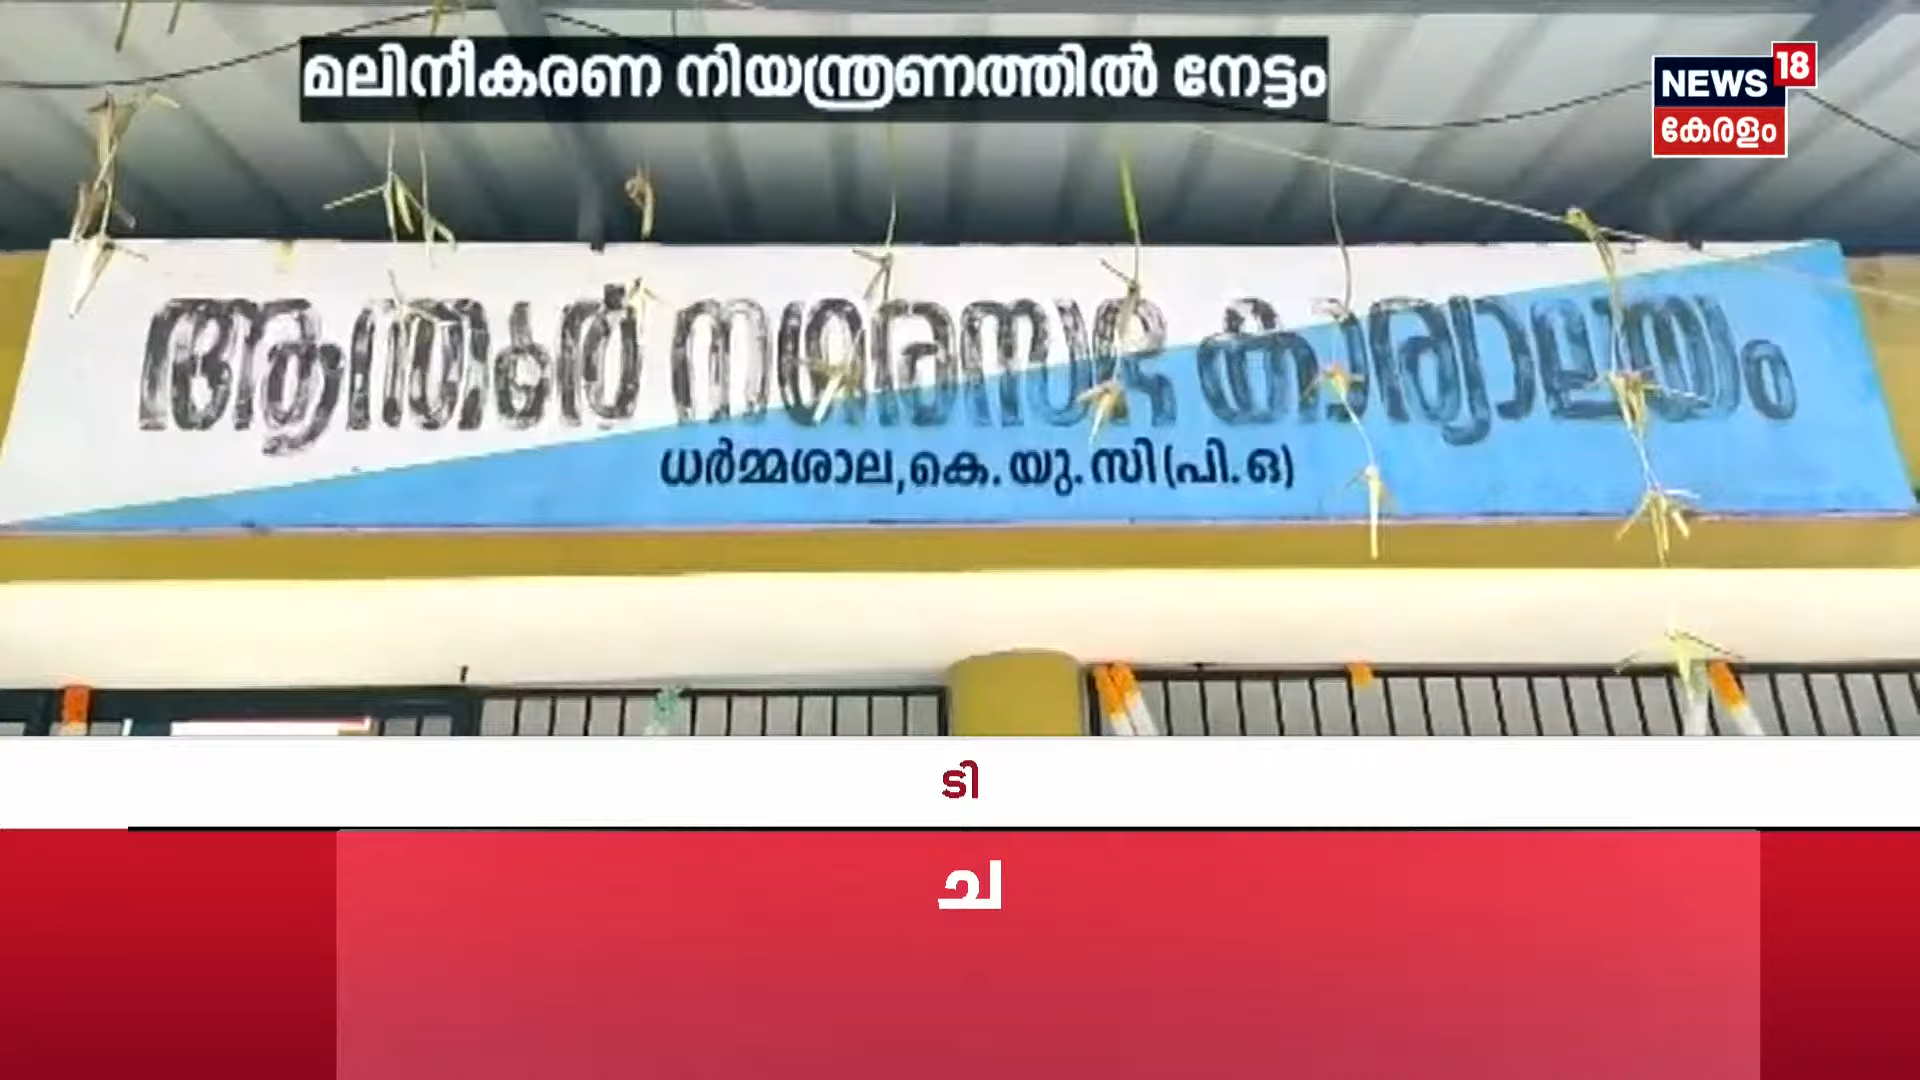 മലിനീകരണ നിയന്ത്രണത്തിൽ നേട്ടം
NEWS 18
കേരളം
ആന്തൂർ നഗരസഭ കാര്യാലയം
ധർമ്മശാല,കെ.യു.സി(പി.ഒ)
ടി
ച